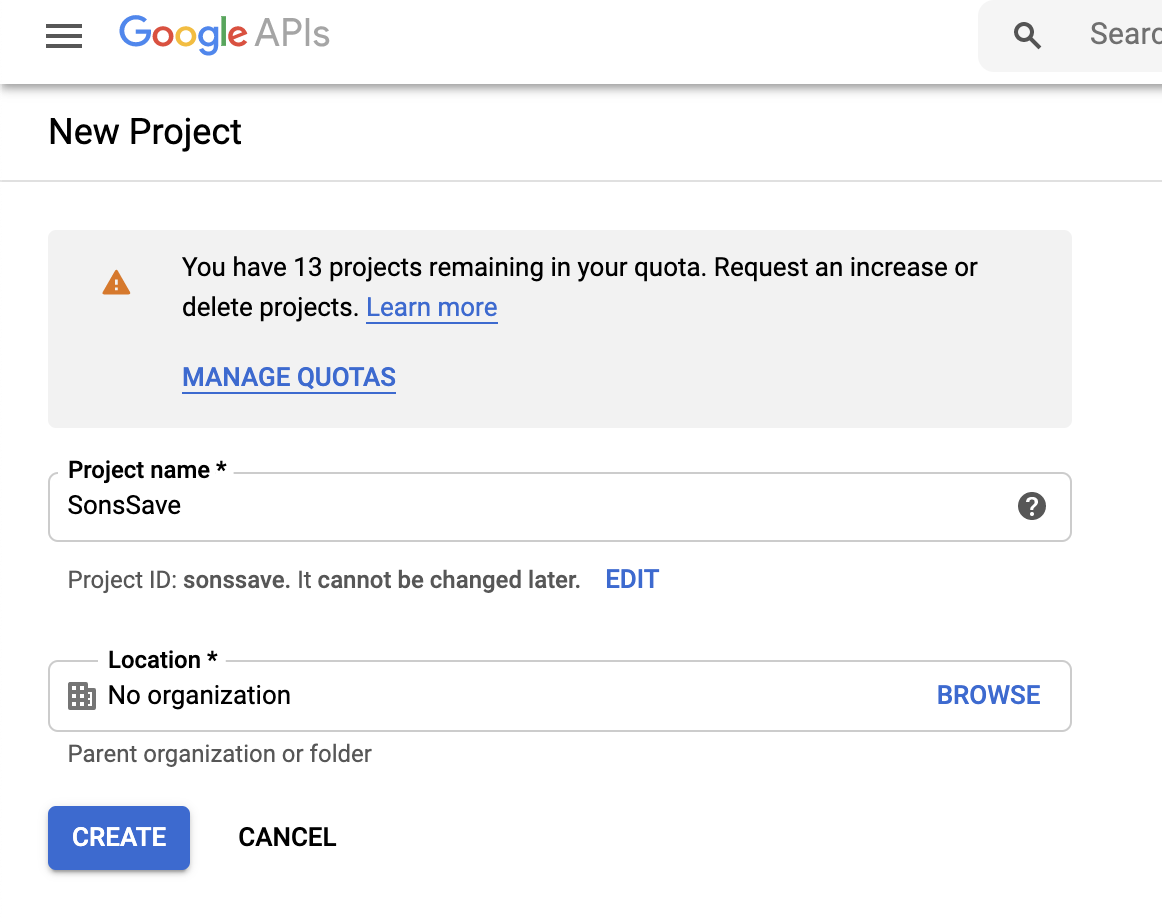 Google APIs
Searc
New Project
You have 13 projects remaining in your quota. Request an increase or
delete projects. Learn more
MANAGE QUOTAS
Project name *
SonsSave
Project ID: sonssave. It cannot be changed later. EDIT
Location *
No organization BROWSE
Parent organization or folder
CREATE CANCEL